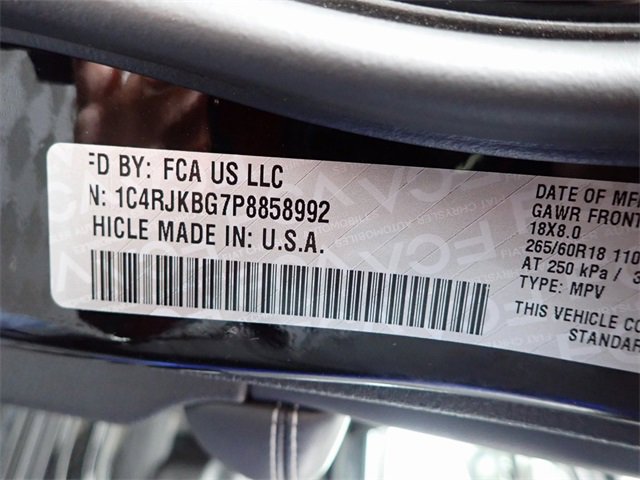 FD BY: FCA US LLC
N: 1C4RJKBG7P8858992
HICLE MADE IN: U.S.A.
DATE OF MF
GAWR FRONT
18X8.0
265/60R18 110
AT 250 kPa / 3
TYPE: MPV
THIS VEHICLE CO
STANDAR